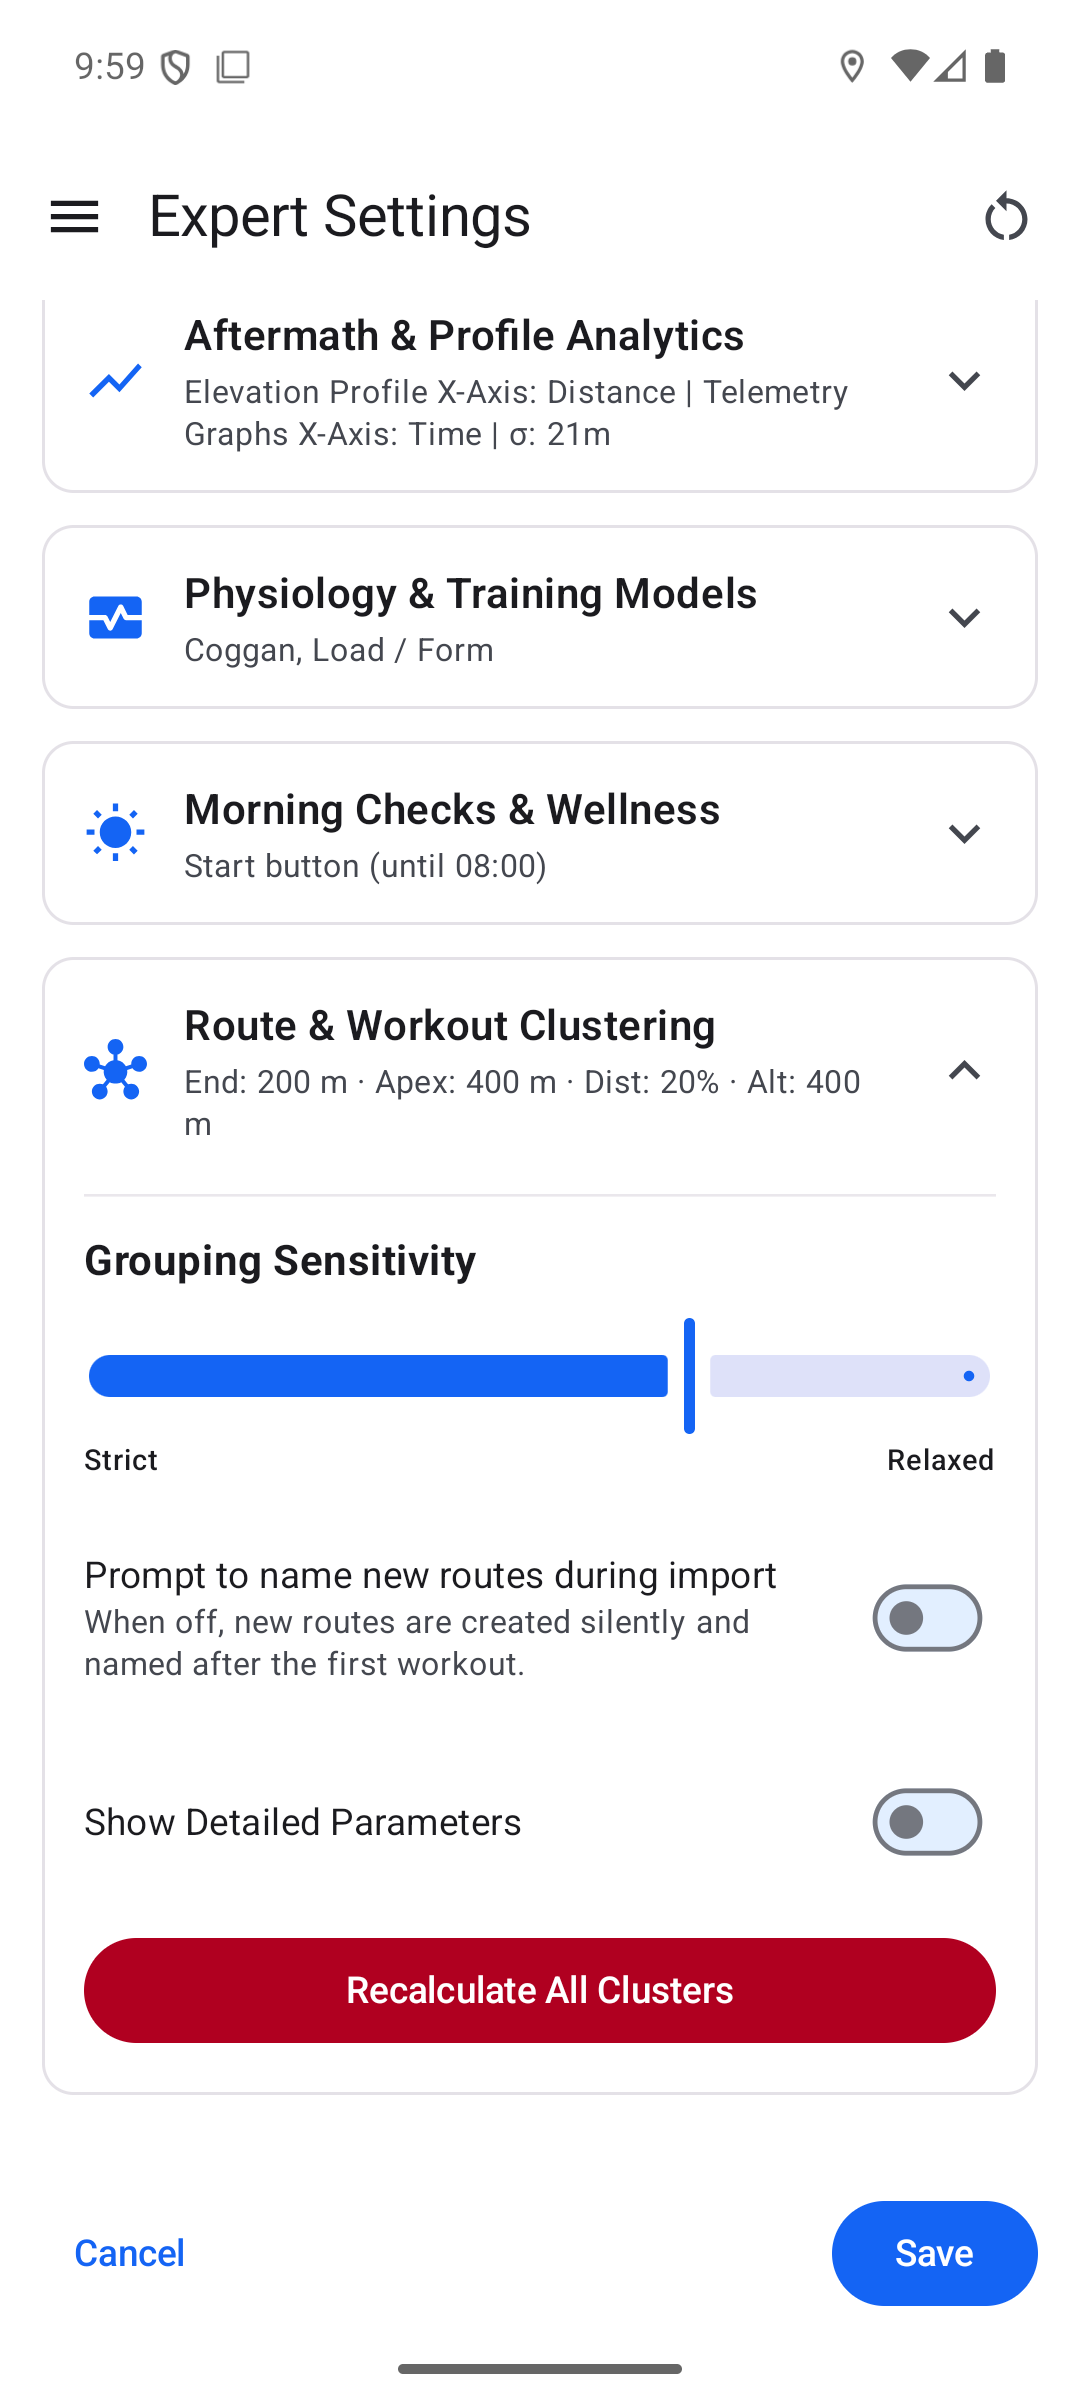 9:59
Expert Settings
Aftermath & Profile Analytics
Elevation Profile X-Axis: Distance | Telemetry
Graphs X-Axis: Time | σ: 21m
Physiology & Training Models
Coggan, Load / Form
Morning Checks & Wellness
Start button (until 08:00)
Route & Workout Clustering
End: 200 m · Apex: 400 m · Dist: 20% · Alt: 400
m
Grouping Sensitivity
Strict
Relaxed
Prompt to name new routes during import
When off, new routes are created silently and
named after the first workout.
Show Detailed Parameters
Recalculate All Clusters
Cancel
Save